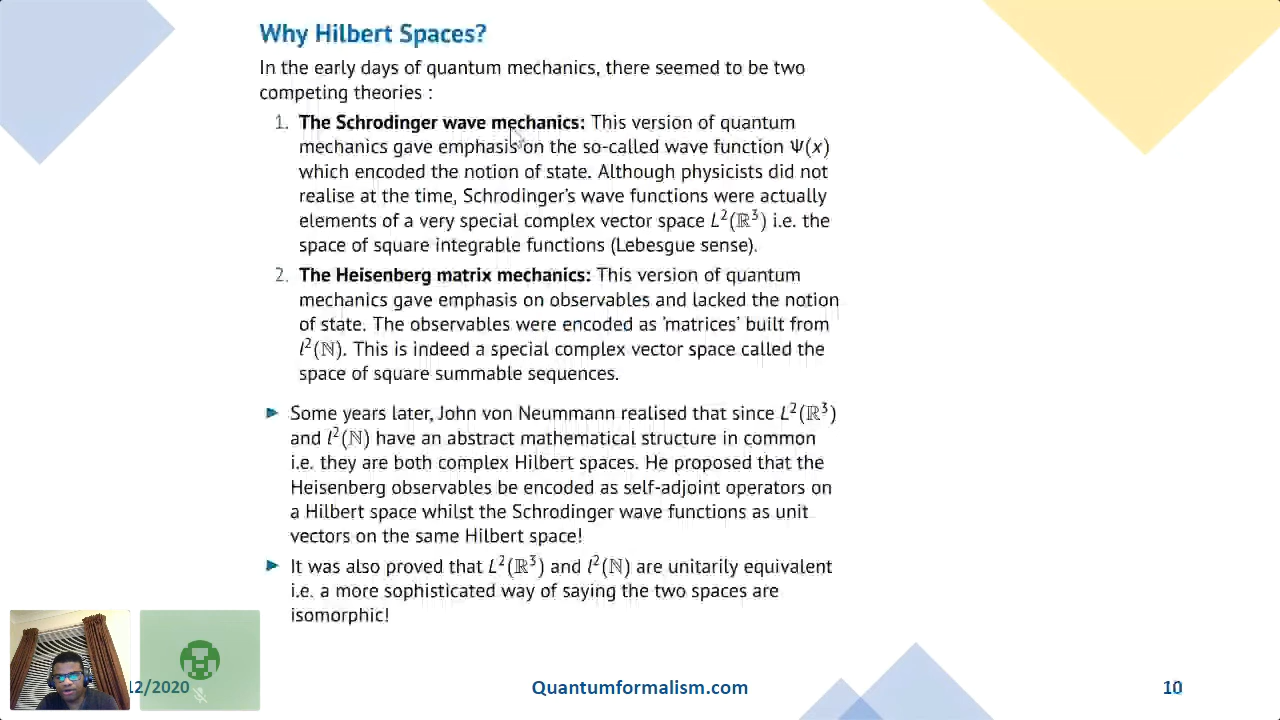 Why Hilbert Spaces?
In the early days of quantum mechanics, there seemed to be two
competing theories :
1. The Schrodinger wave mechanics: This version of quantum
mechanics gave emphasis on the so-called wave function Ψ(x)
which encoded the notion of state. Although physicists did not
realise at the time, Schrodinger's wave functions were actually
elements of a very special complex vector space L²(ℝ³) i.e. the
space of square integrable functions (Lebesgue sense).
2. The Heisenberg matrix mechanics: This version of quantum
mechanics gave emphasis on observables and lacked the notion
of state. The observables were encoded as 'matrices' built from
l²(ℕ). This is indeed a special complex vector space called the
space of square summable sequences.
Some years later, John von Neummann realised that since L²(ℝ³)
and l²(ℕ) have an abstract mathematical structure in common
i.e. they are both complex Hilbert spaces. He proposed that the
Heisenberg observables be encoded as self-adjoint operators on
a Hilbert space whilst the Schrodinger wave functions as unit
vectors on the same Hilbert space!
It was also proved that L²(ℝ³) and l²(ℕ) are unitarily equivalent
i.e. a more sophisticated way of saying the two spaces are
isomorphic!
12/2020
Quantumformalism.com
10